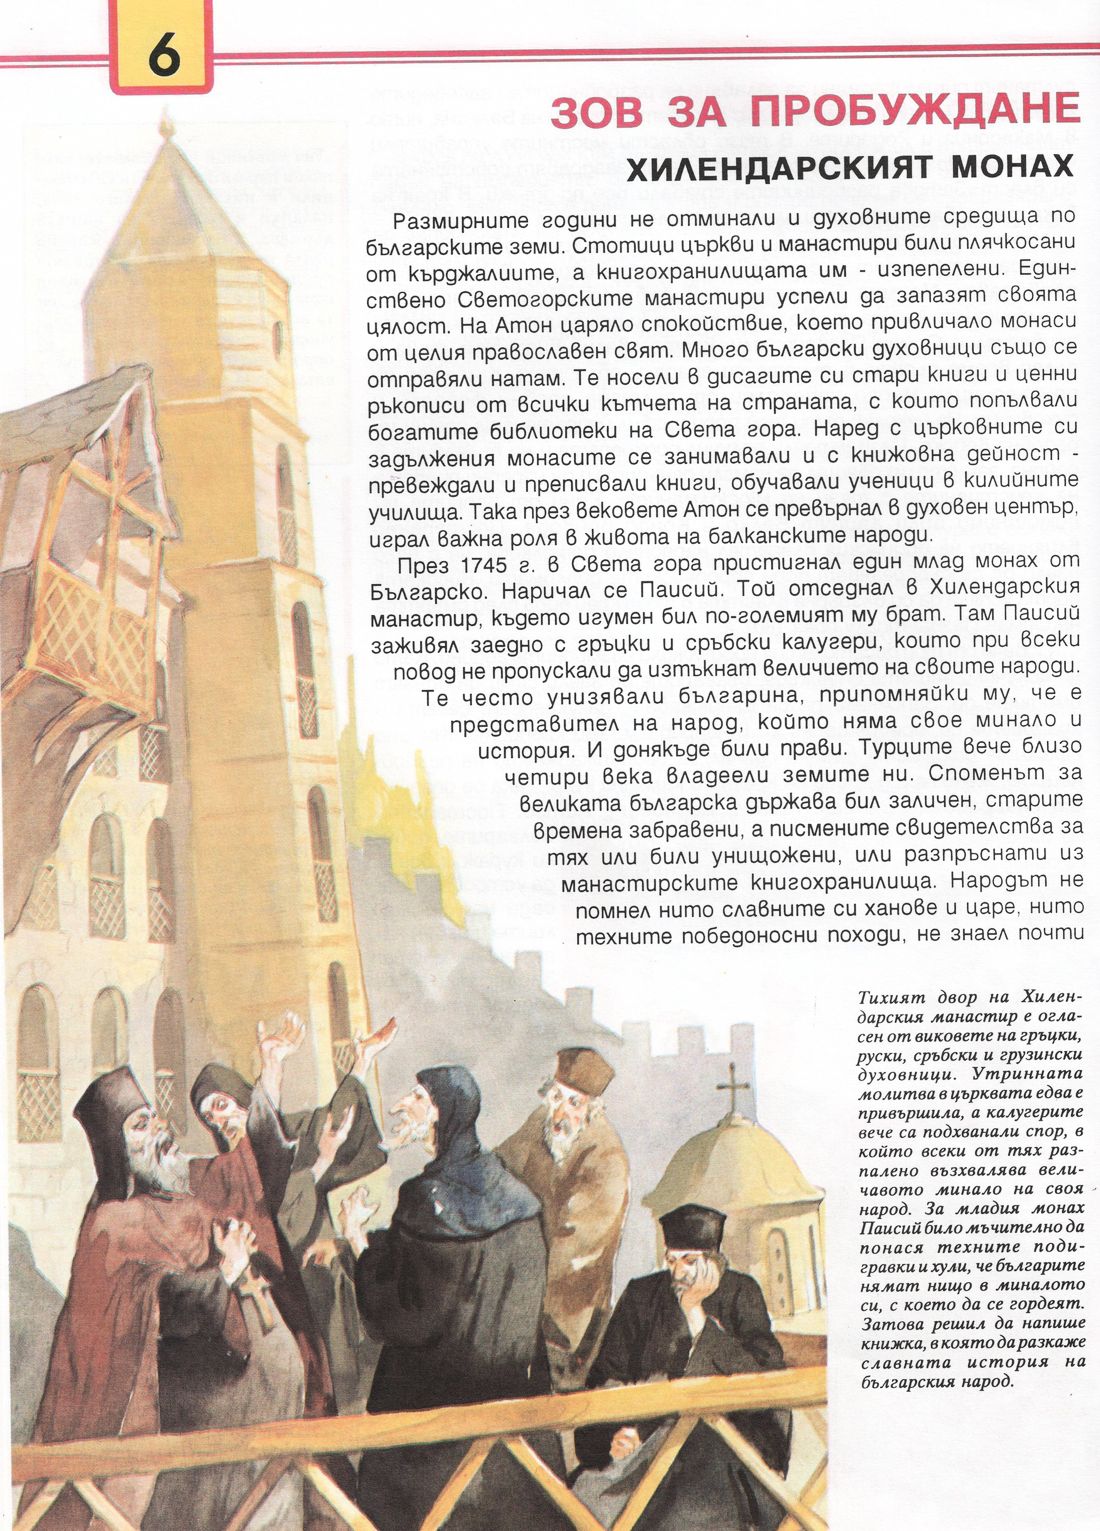 6
ЗОВ ЗА ПРОБУЖДАНЕ
ХИЛЕНДАРСКИЯТ МОНАХ
Размирните години не отминали и духовните средища по
българските земи. Стотици църкви и манастири били плячкосани
от кърджалиите, а книгохранилищата им - изпепелени. Един-
ствено Светогорските манастири успели да запазят своята
цялост. На Атон царяло спокойствие, което привличало монаси
от целия православен свят. Много български духовници също се
отправяли натам. Те носели в дисагите си стари книги и ценни
ръкописи от всички кътчета на страната, с които попълвали
богатите библиотеки на Света гора. Наред с църковните си
задължения монасите се занимавали и с книжовна дейност -
превеждали и преписвали книги, обучавали ученици в килийните
училища. Така през вековете Атон се превърнал в духовен център,
играл важна роля в живота на балканските народи.
През 1745 г. в Света гора пристигнал един млад монах от
Българско. Наричал се Паисий. Той отседнал в Хилендарския
манастир, където игумен бил по-големият му брат. Там Паисий
заживял заедно с гръцки и сръбски калугери, които при всеки
повод не пропускали да изтъкнат величието на своите народи.
Те често унизявали българина, припомняйки му, че е
представител на народ, който няма свое минало и
история. И донякъде били прави. Турците вече близо
четири века владеели земите ни. Споменът за
великата българска държава бил заличен, старите
времена забравени, а писмените свидетелства за
тях или били унищожени, или разпръснати из
манастирските книгохранилища. Народът не
помнел нито славните си ханове и царе, нито
техните победоносни походи, не знаел почти
Тихият двор на Хилен-
дарския манастир е огла-
сен от виковете на гръцки,
руски, сръбски и грузински
духовници. Утринната
молитва в църквата едва е
привършила, а калугерите
вече са подхванали спор, в
който всеки от тях раз-
палено възхвалява вели-
чавото минало на своя
народ. За младия монах
Паисий било мъчително да
понася техните поди-
гравки и хули, че българите
нямат нищо в миналото
си, с което да се гордеят.
Затова решил да напише
книжка, в която да разкаже
славната история на
българския народ.